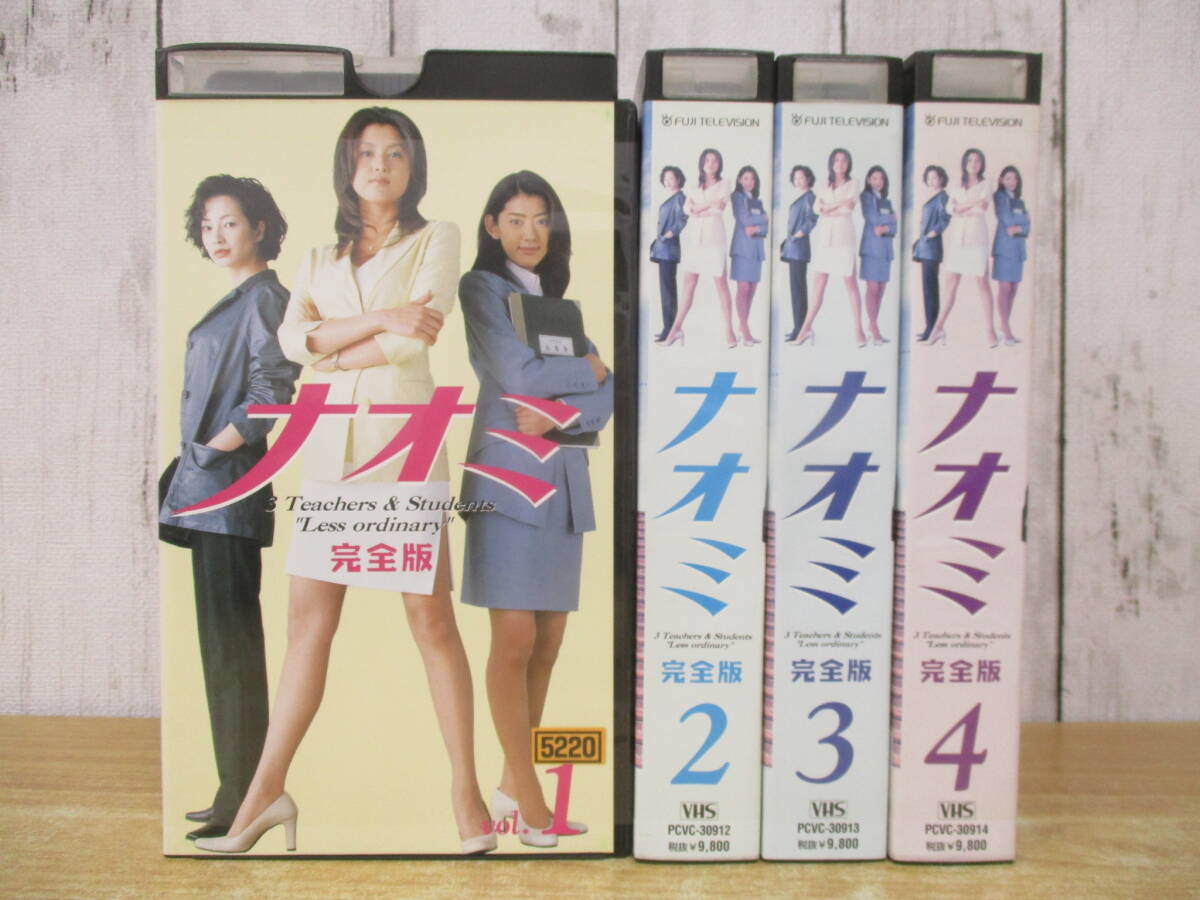 ナオミ
3 Teachers & Students
"Less ordinary"
完全版
5220
vol. 1
FUJI TELEVISION
ナオミ
3 Teachers & Students
"Less ordinary"
完全版
2
VHS
PCVC-30912
税抜￥9,800
FUJI TELEVISION
ナオミ
3 Teachers & Students
"Less ordinary"
完全版
3
VHS
PCVC-30913
税抜￥9,800
FUJI TELEVISION
ナオミ
3 Teachers & Students
"Less ordinary"
完全版
4
VHS
PCVC-30914
税抜￥9,800